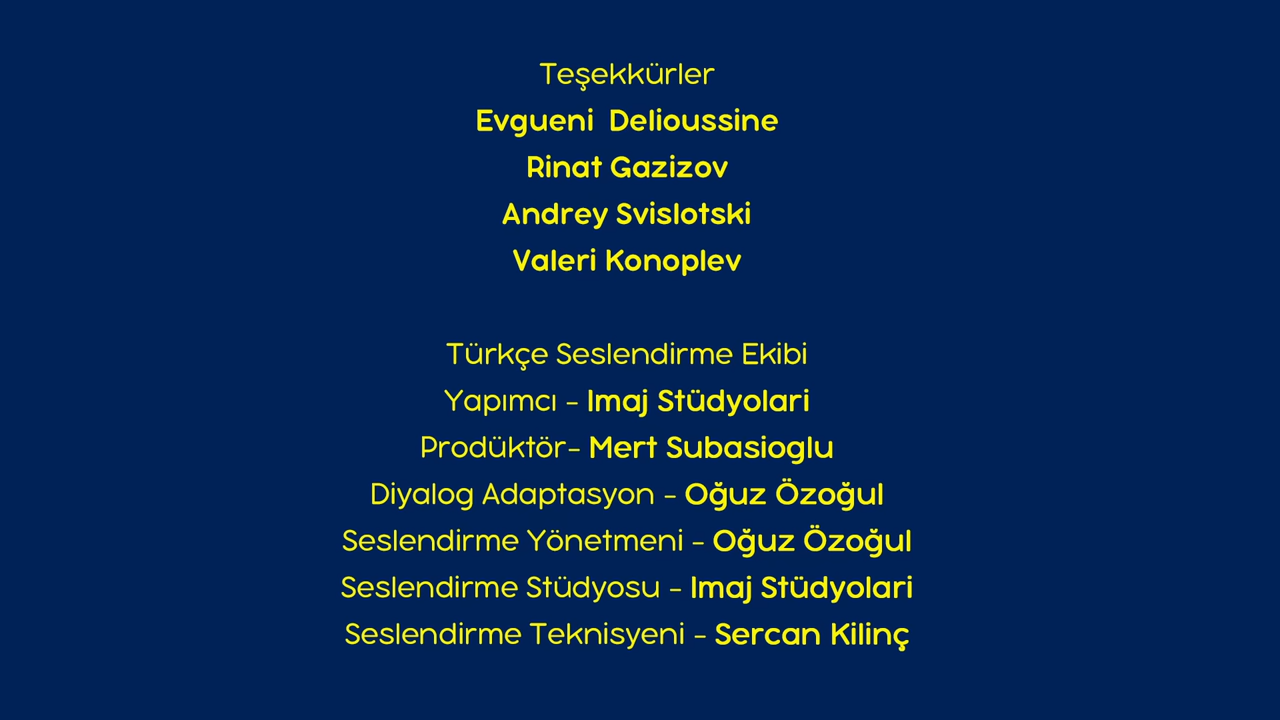 Teşekkürler
Evgueni Delioussine
Rinat Gazizov
Andrey Svislotski
Valeri Konoplev
Türkçe Seslendirme Ekibi
Yapımcı - Imaj Stüdyolari
Prodüktör- Mert Subasioglu
Diyalog Adaptasyon - Oğuz Özoğul
Seslendirme Yönetmeni - Oğuz Özoğul
Seslendirme Stüdyosu - Imaj Stüdyolari
Seslendirme Teknisyeni - Sercan Kilinç